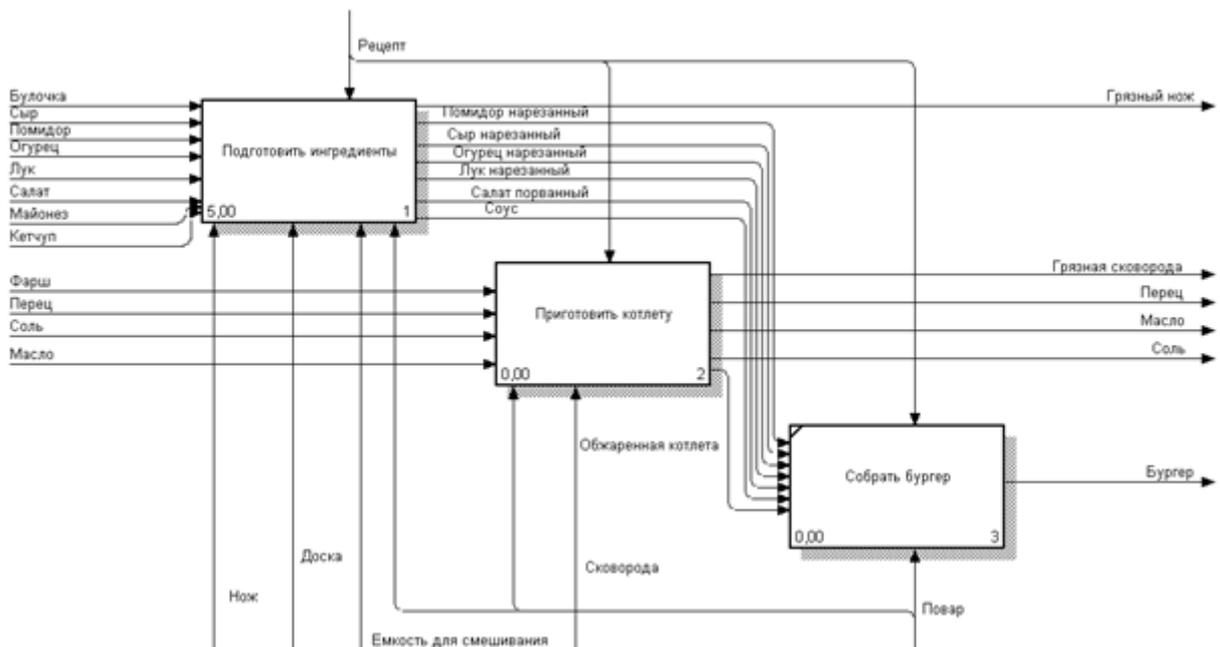 Рецепт
Булочка
Сыр
Помидор
Огурец
Лук
Салат
Майонез
Кетчуп
Подготовить ингредиенты
5,00
1
Помидор нарезанный
Сыр нарезанный
Огурец нарезанный
Лук нарезанный
Салат порванный
Соус
Грязный нож
Фарш
Перец
Соль
Масло
Приготовить котлету
0,00
2
Грязная сковорода
Перец
Масло
Соль
Обжаренная котлета
Собрать бургер
0,00
3
Бургер
Нож
Доска
Емкость для смешивания
Сковорода
Повар